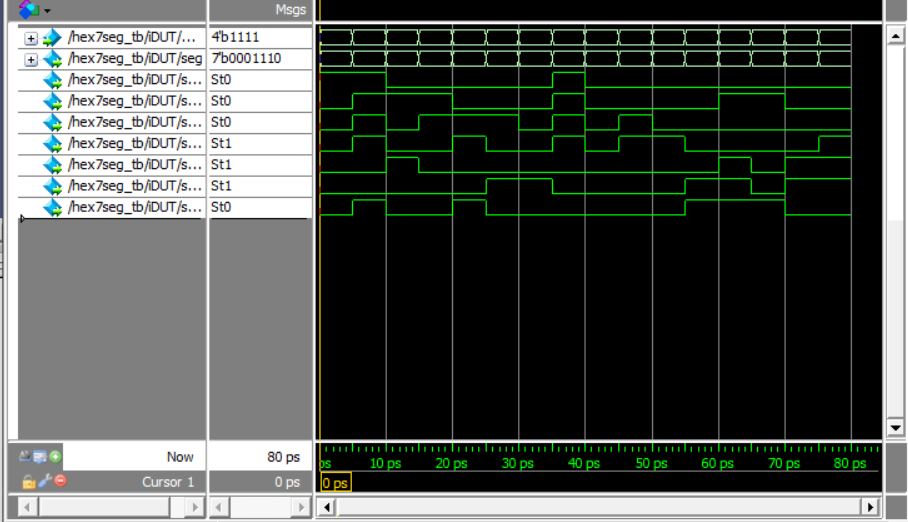 Msgs
/hex7seg_tb/iDUT/... 4'b1111
/hex7seg_tb/iDUT/seg 7'b0001110
/hex7seg_tb/iDUT/s... St0
/hex7seg_tb/iDUT/s... St0
/hex7seg_tb/iDUT/s... St0
/hex7seg_tb/iDUT/s... St1
/hex7seg_tb/iDUT/s... St1
/hex7seg_tb/iDUT/s... St1
/hex7seg_tb/iDUT/s... St0
Now 80 ps
ps 10 ps 20 ps 30 ps 40 ps 50 ps 60 ps 70 ps 80 ps
Cursor 1 0 ps 0 ps